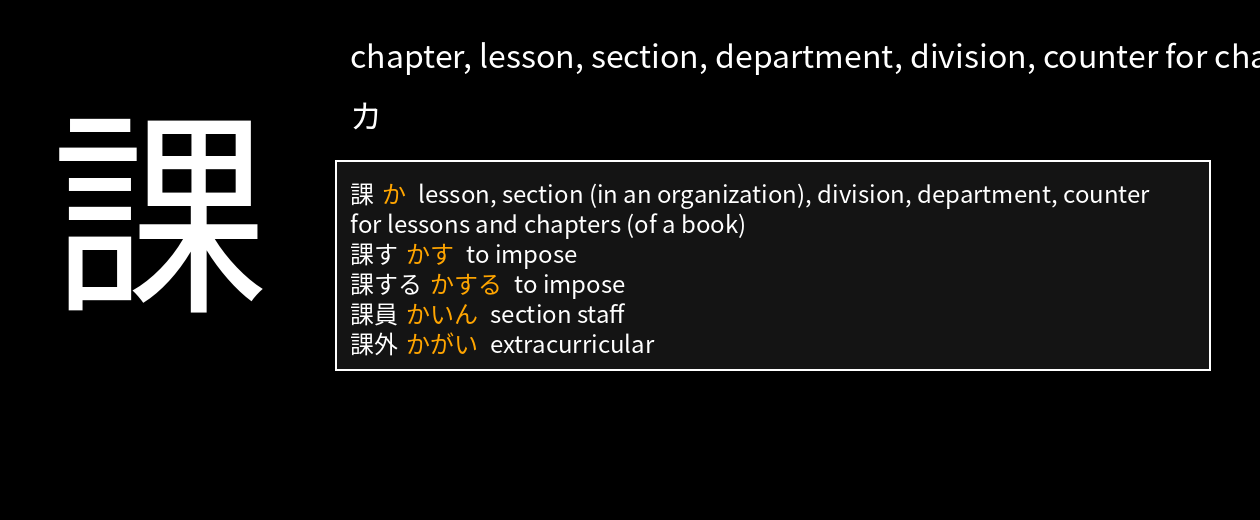 課
chapter, lesson, section, department, division, counter for cha
カ
課 か lesson, section (in an organization), division, department, counter
for lessons and chapters (of a book)
課す かす to impose
課する かする to impose
課員 かいん section staff
課外 かがい extracurricular